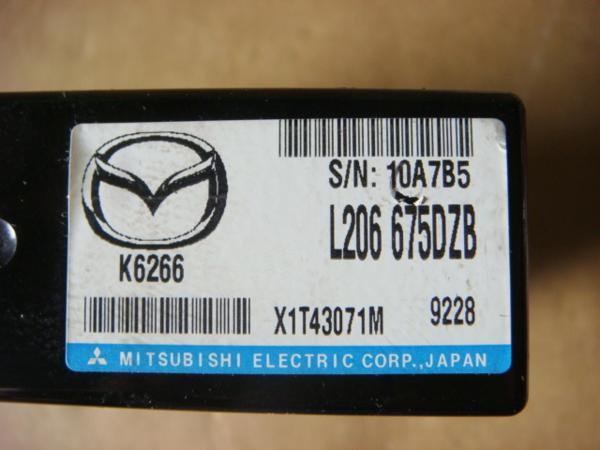 S/N: 10A7B5
L206 675DZB
K6266
X1T43071M 9228
MITSUBISHI ELECTRIC CORP.,JAPAN